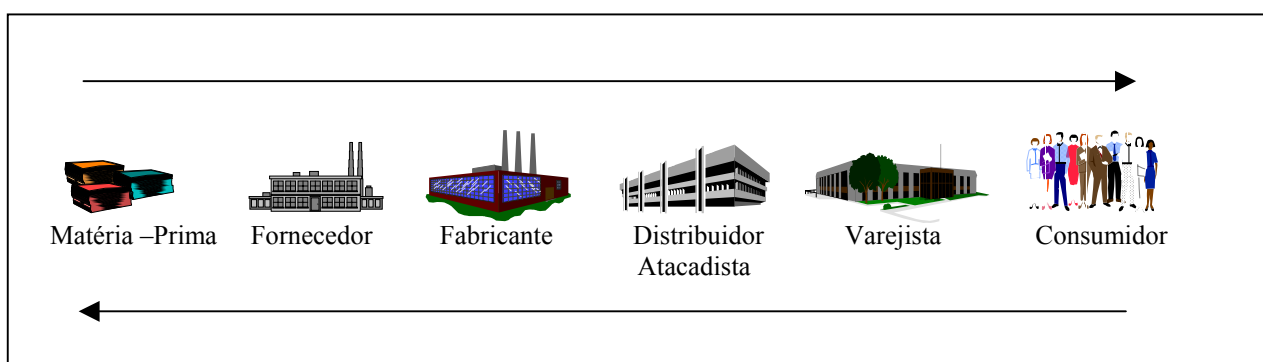 Matéria –Prima
Fornecedor
Fabricante
Distribuidor
Atacadista
Varejista
Consumidor